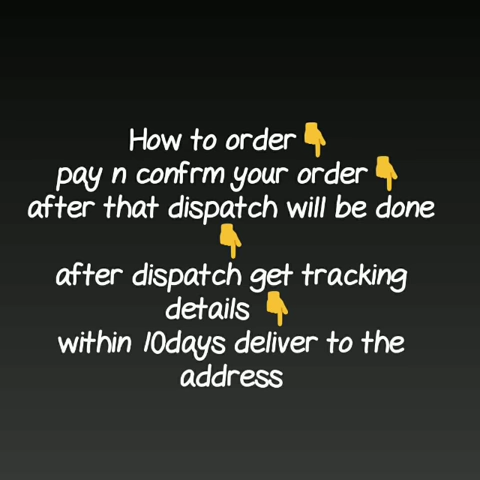 How to order👇
pay n confrm your order👇
after that dispatch will be done
👇
after dispatch get tracking
details 👇
within 10days deliver to the
address